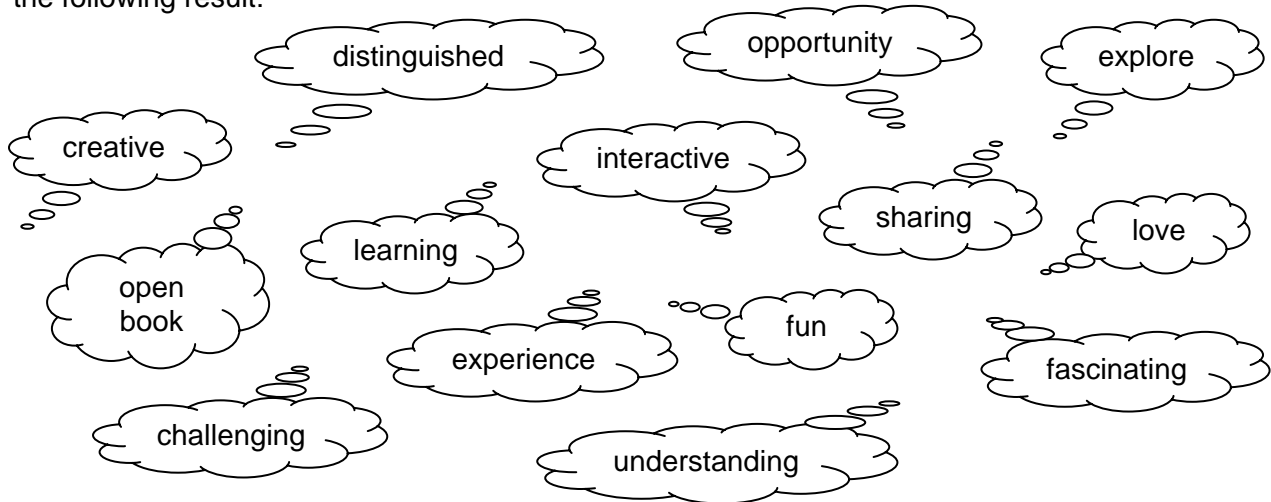 the following result:
distinguished
opportunity
explore
creative
interactive
sharing
love
learning
open
book
fun
experience
fascinating
challenging
understanding